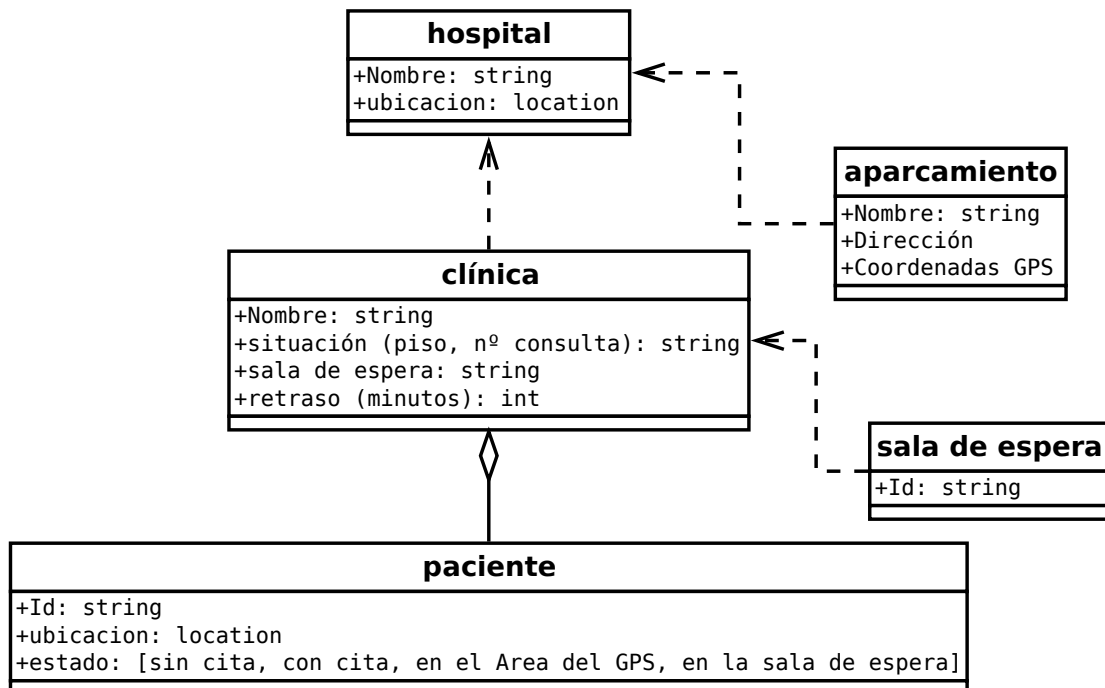 hospital
+Nombre: string
+ubicacion: location
aparcamiento
+Nombre: string
+Dirección
+Coordenadas GPS
clínica
+Nombre: string
+situación (piso, nº consulta): string
+sala de espera: string
+retraso (minutos): int
sala de espera
+Id: string
paciente
+Id: string
+ubicacion: location
+estado: [sin cita, con cita, en el Area del GPS, en la sala de espera]